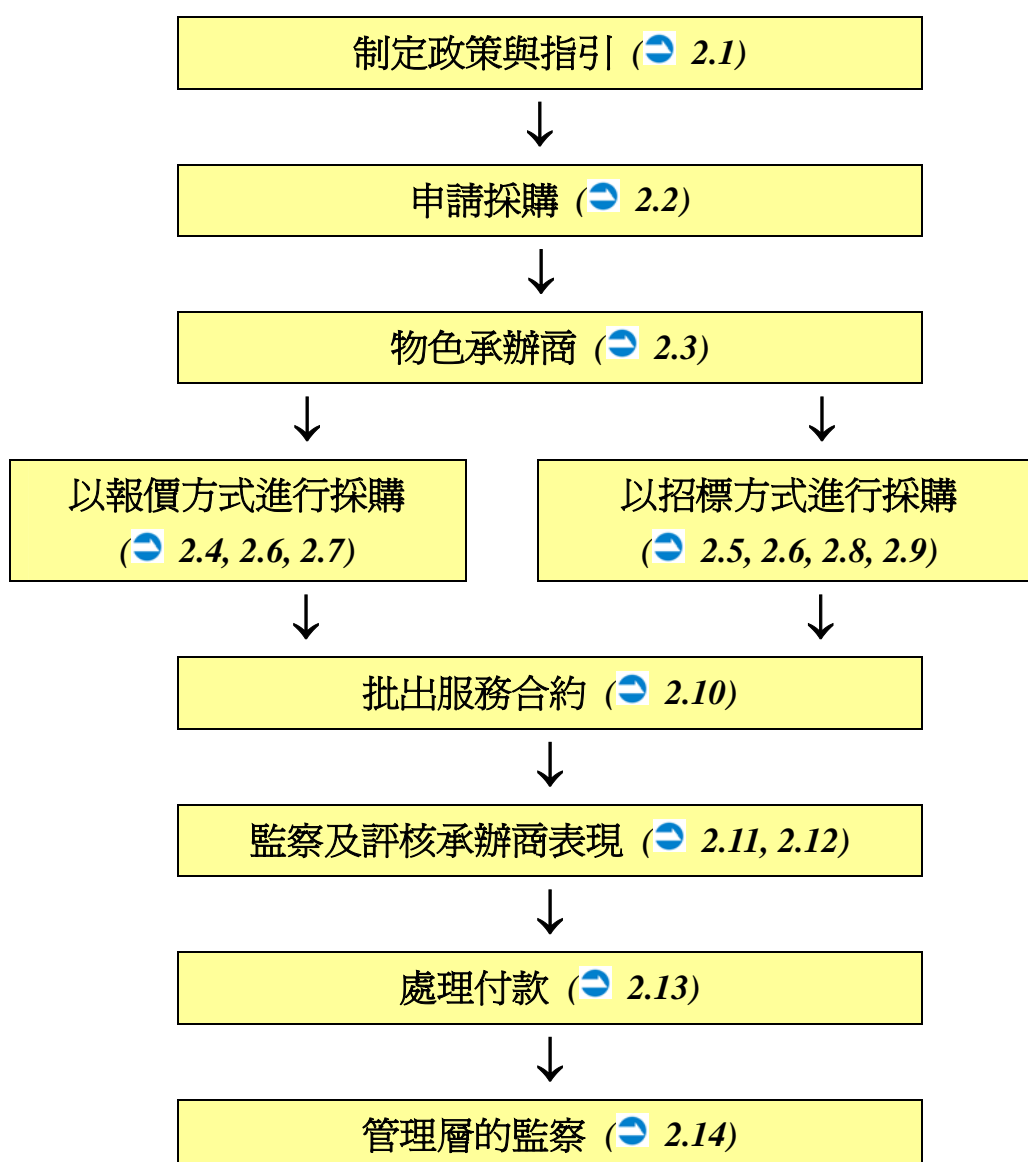 制定政策與指引 (2.1)
申請採購 (2.2)
物色承辦商 (2.3)
以報價方式進行採購
(2.4, 2.6, 2.7)
以招標方式進行採購
(2.5, 2.6, 2.8, 2.9)
批出服務合約 (2.10)
監察及評核承辦商表現 (2.11, 2.12)
處理付款 (2.13)
管理層的監察 (2.14)